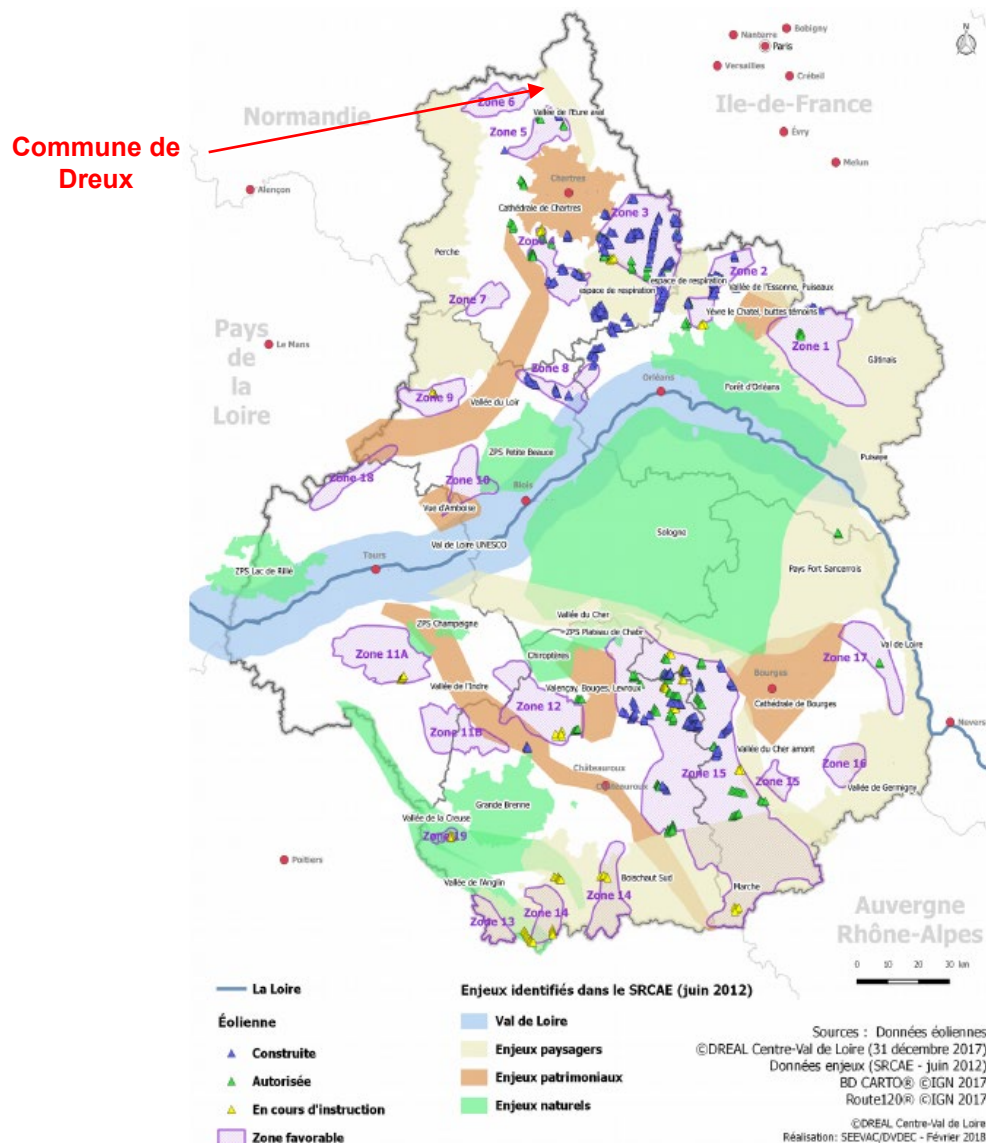 Bobigny
Nanterre
Paris
N
Versailles
Créteil
Normandie
Ile-de-France
Zone 6
Vallée de l'Eure aval
Zone 5
Évry
Commune de
Dreux
Melun
Alençon
Chartres
Cathédrale de Chartres
Zone 3
Zone 4
Perche
Zone 2
espace de respiration
Vallée de l'Essonne, Puiseaux
espace de respiration
Zone 7
Yèvre le Chatel, buttes témoins
Pays
de
la
Loire
Le Mans
Zone 1
Gâtinais
Zone 8
Orléans
Forêt d'Orléans
Zone 9
Vallée du Loir
ZPS Petite Beauce
Puisaye
Zone 18
Zone 10
Blois
Vue d'Amboise
Sologne
Val de Loire UNESCO
Tours
ZPS Lac de Rillé
Pays Fort Sancerrois
Vallée du Cher
ZPS Champeigne
ZPS Plateau de Chabr
Zone 11A
Chiroptères
Val de Loire
Zone 17
Bourges
Vallée de l'Indre
Valençay, Bouges, Levroux
Cathédrale de Bourges
Zone 12
Nevers
Zone 11B
Vallée du Cher amont
Châteauroux
Châteauroux
Zone 15
Zone 15
Zone 16
Vallée de Germigny
Grande Brenne
Vallée de la Creuse
Zone 19
Poitiers
Vallée de l'Anglin
Boischaut Sud
Marche
Zone 14
Zone 14
Zone 13
Auvergne
Rhône-Alpes
0 10 20 30 km
La Loire
Éolienne
Construite
Autorisée
En cours d'instruction
Zone favorable
Enjeux identifiés dans le SRCAE (juin 2012)
Val de Loire
Enjeux paysagers
Enjeux patrimoniaux
Enjeux naturels
Sources : Données éoliennes
©DREAL Centre-Val de Loire (31 décembre 2017)
Données enjeux (SRCAE - juin 2012)
BD CARTO® ©IGN 2017
Route120® ©IGN 2017
©DREAL Centre-Val de Loire
Réalisation: SEEVAC/DVDEC - Février 2018